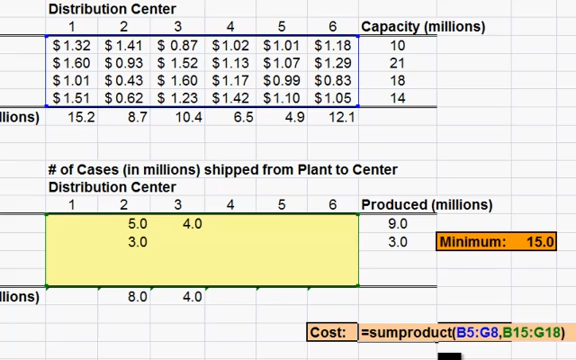 Distribution Center
1 2 3 4 5 6 Capacity (millions)
$1.32 $1.41 $0.87 $1.02 $1.01 $1.18 10
$1.60 $0.93 $1.52 $1.13 $1.07 $1.29 21
$1.01 $0.43 $1.60 $1.17 $0.99 $0.83 18
$1.51 $0.62 $1.23 $1.42 $1.10 $1.05 14
llions) 15.2 8.7 10.4 6.5 4.9 12.1
# of Cases (in millions) shipped from Plant to Center
Distribution Center
1 2 3 4 5 6 Produced (millions)
5.0 4.0 9.0
3.0 3.0 Minimum: 15.0
llions) 8.0 4.0
Cost: =sumproduct(B5:G8,B15:G18)